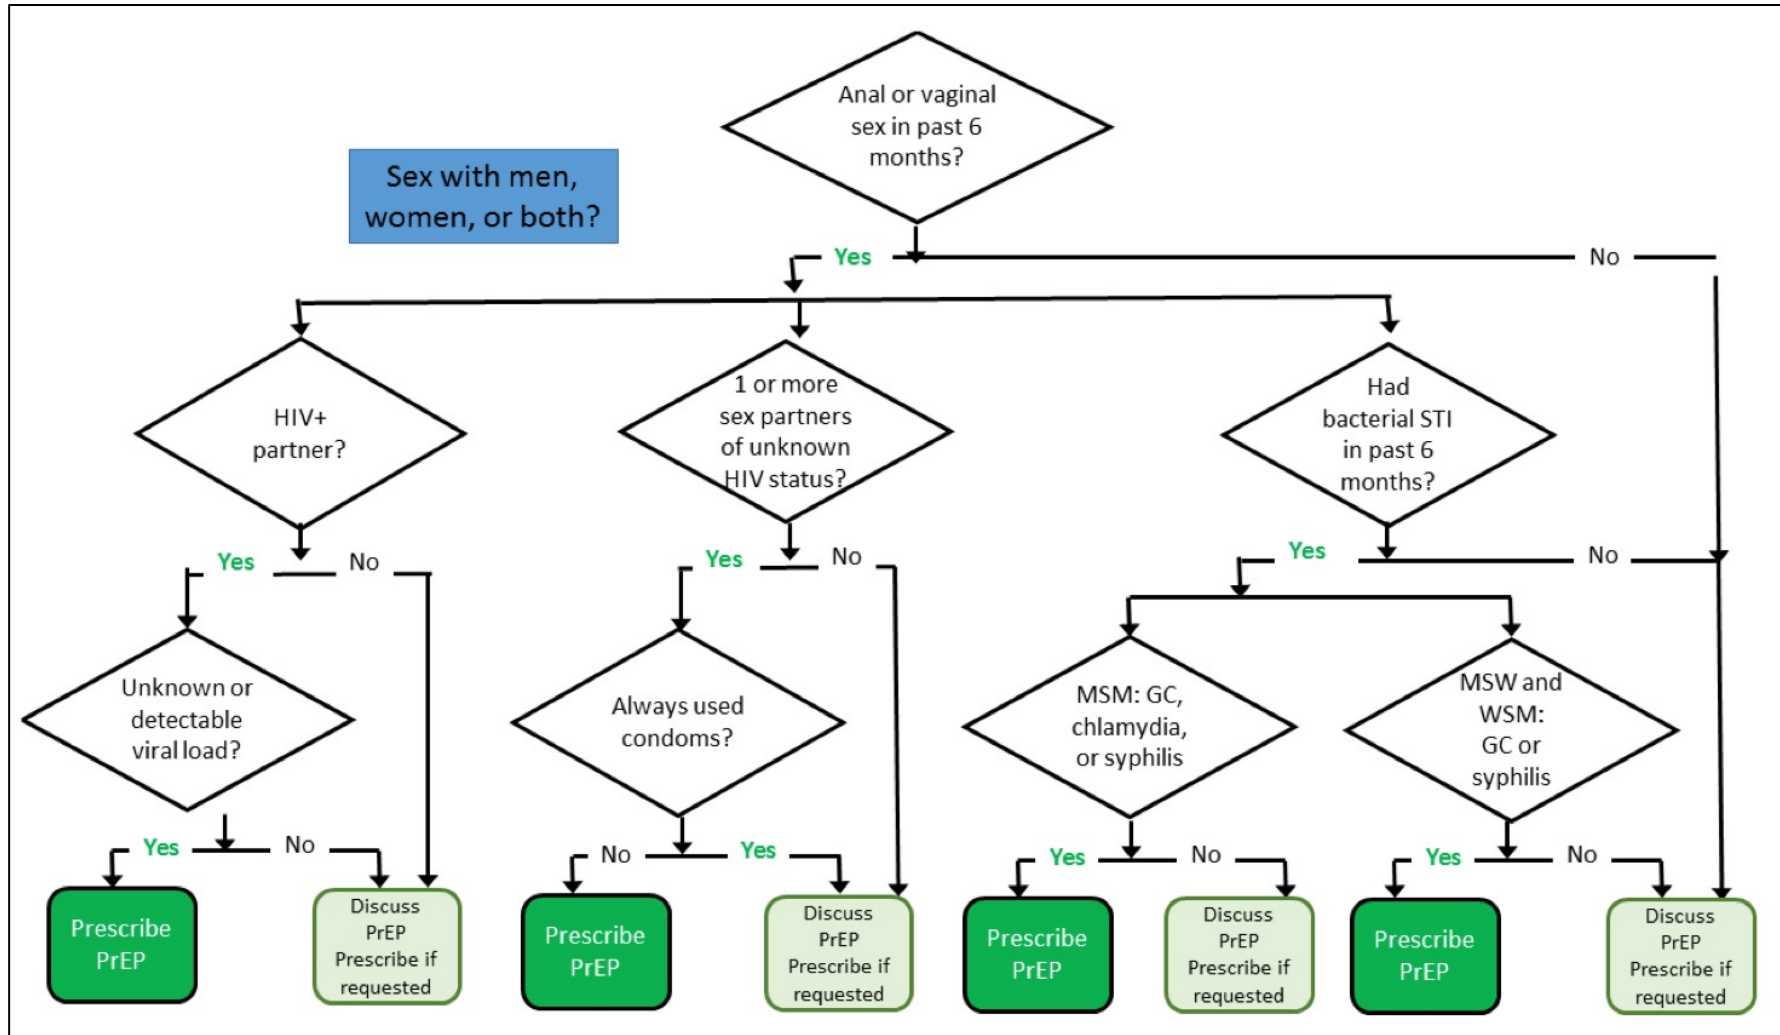 Anal or vaginal
sex in past 6
months?
Sex with men,
women, or both?
Yes
No
HIV+
partner?
1 or more
sex partners
of unknown
HIV status?
Had
bacterial STI
in past 6
months?
Yes
No
Yes
No
Yes
No
Unknown or
detectable
viral load?
Always used
condoms?
MSM: GC,
chlamydia,
or syphilis
MSW and
WSM:
GC or
syphilis
Yes
No
No
Yes
Yes
No
Yes
No
Prescribe
PrEP
Discuss
PrEP
Prescribe if
requested
Prescribe
PrEP
Discuss
PrEP
Prescribe if
requested
Prescribe
PrEP
Discuss
PrEP
Prescribe if
requested
Prescribe
PrEP
Discuss
PrEP
Prescribe if
requested